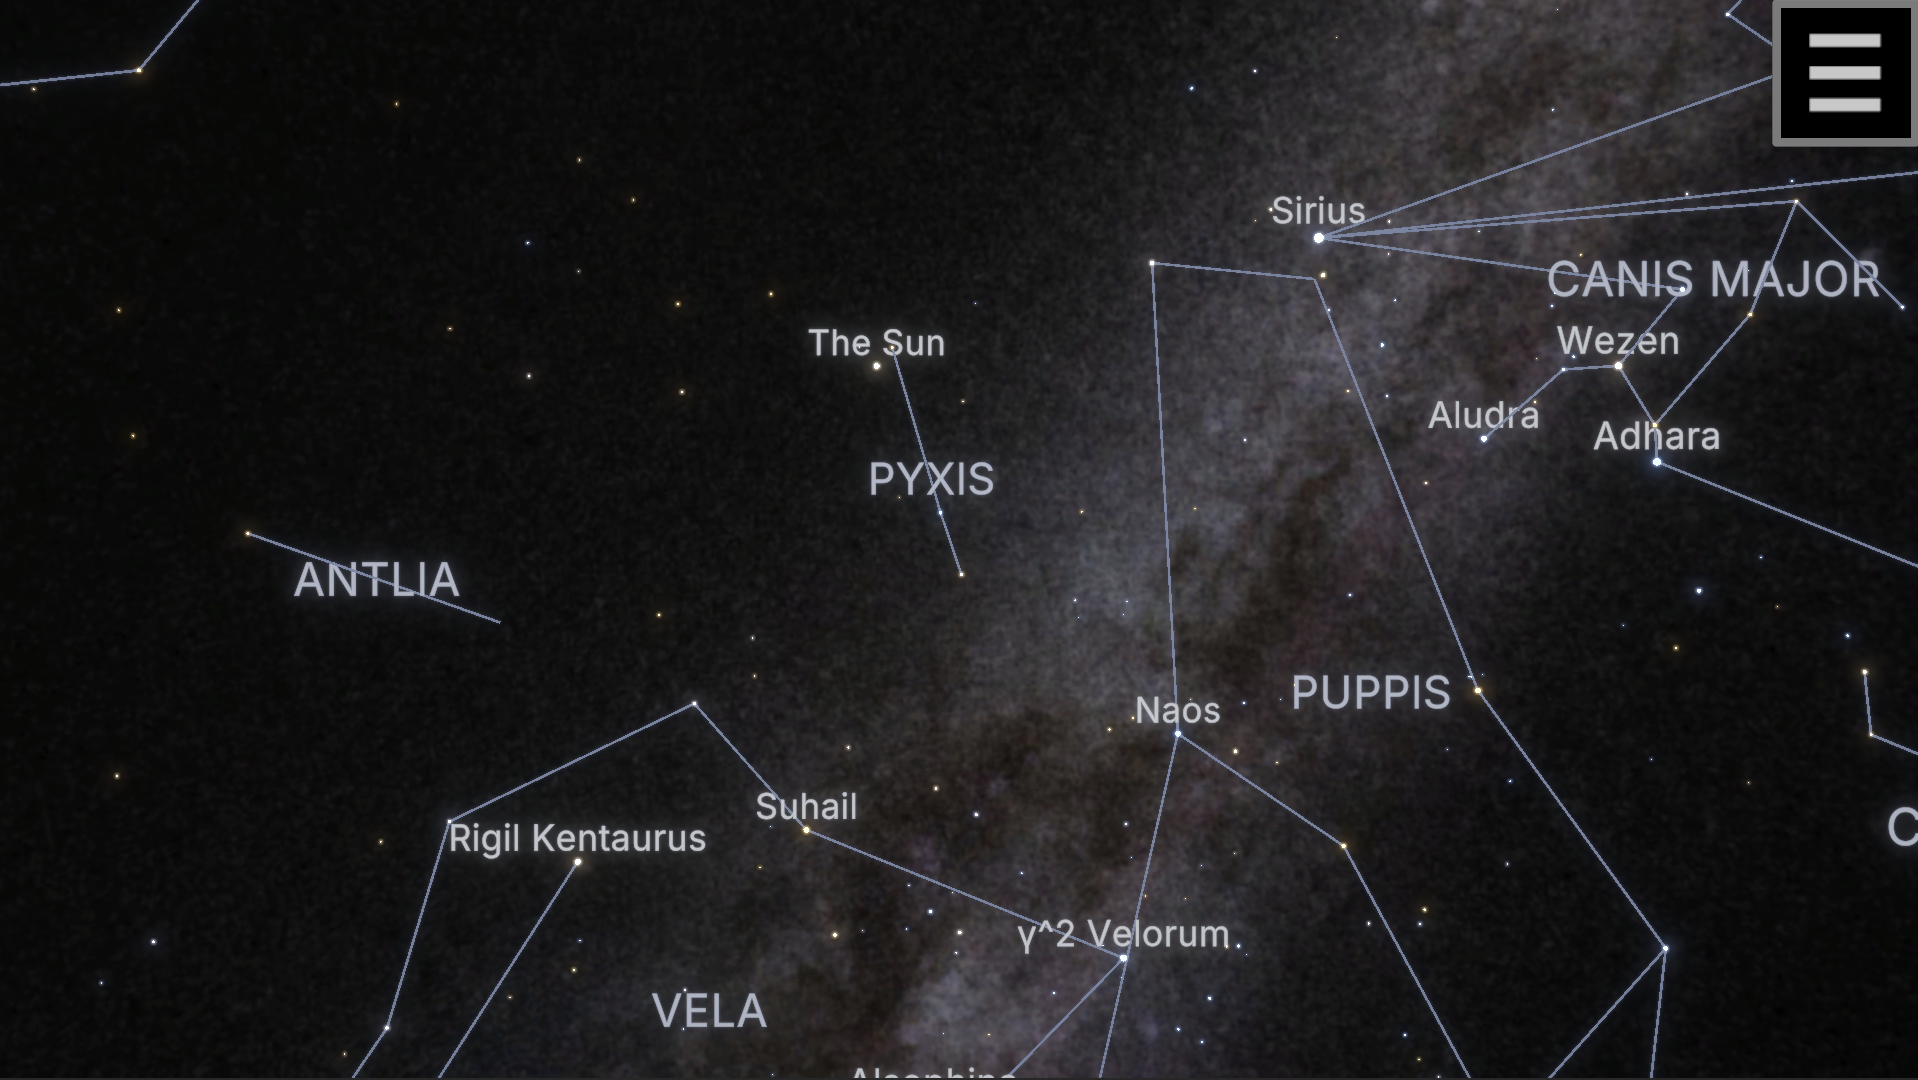 Sirius
CANIS MAJOR
The Sun
Wezen
Aludra
Adhara
PYXIS
ANTLIA
PUPPIS
Naos
Suhail
Rigil Kentaurus
C
γ^2 Velorum
VELA